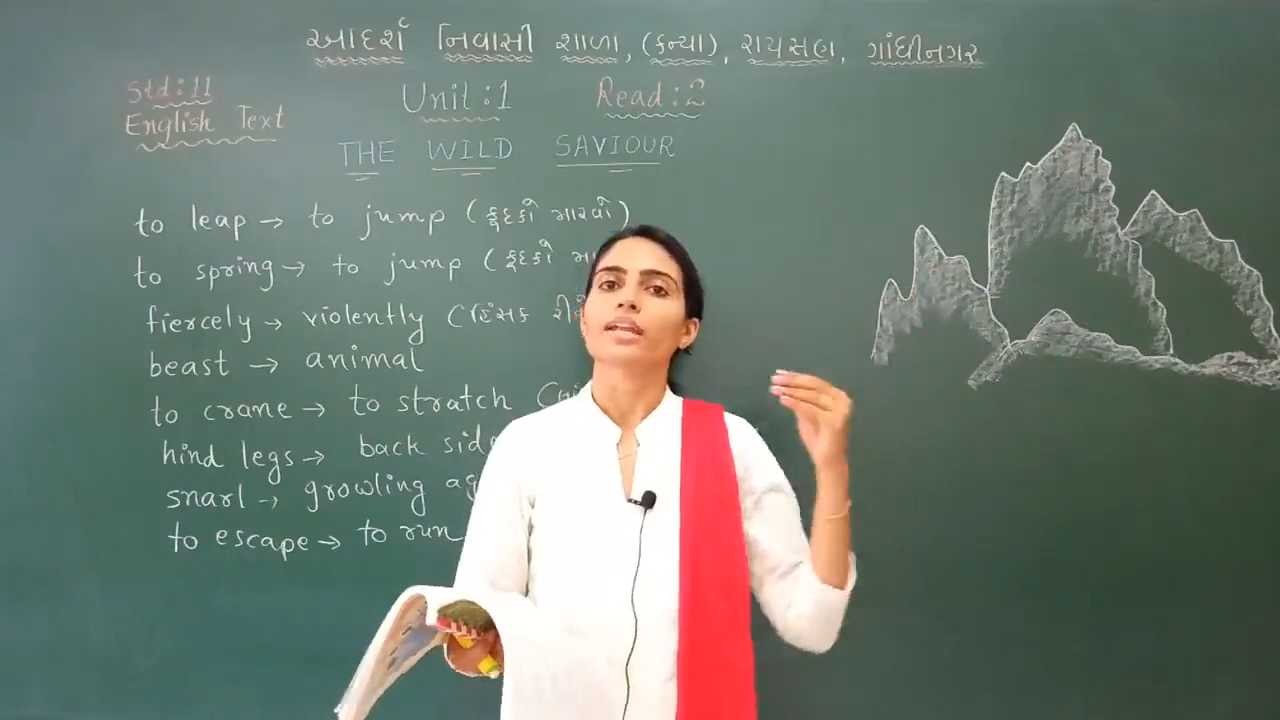 આદર્શ નિવાસી શાળા, (કન્યા), રાયસણ, ગાંધીનગર
Std:11 Unit:1 Read:2
English Text
THE WILD SAVIOUR
to leap → to jump (કૂદકો મારવો)
to spring → to jump (કૂદકો
fiercely → violently (હિંસક
beast → animal
to crane → to stratch
hind legs → back
snarl → growling
to escape → to run